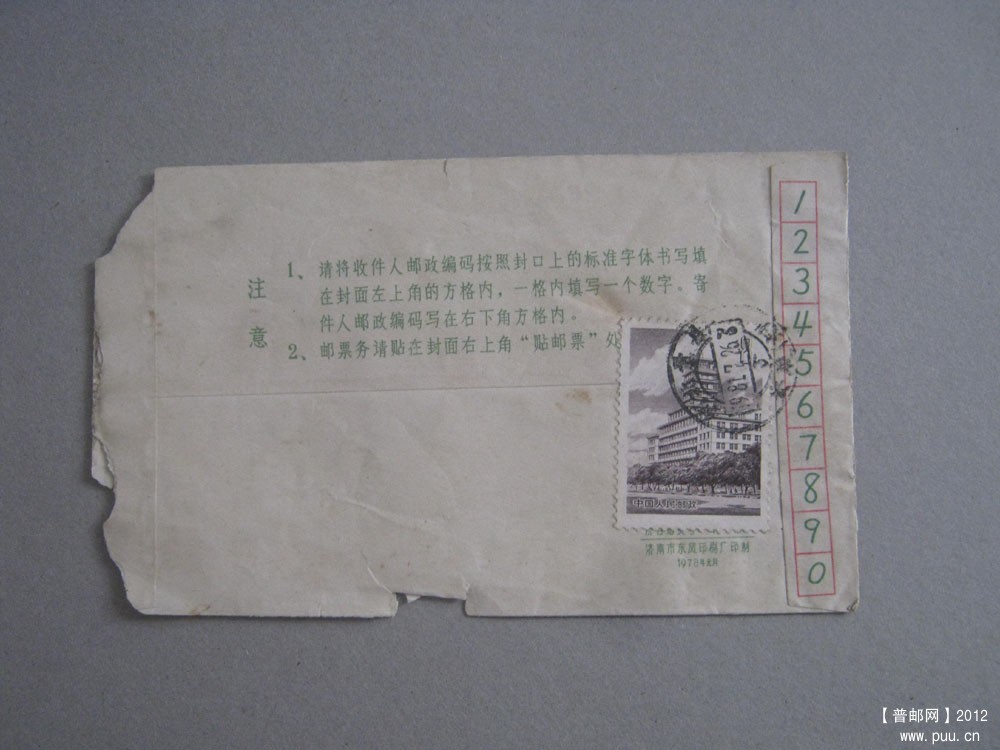 注
意
1、请将收件人邮政编码按照封口上的标准字体书写填
在封面左上角的方格内，一格内填写一个数字。寄
件人邮政编码写在右下角方格内。
2、邮票务请贴在封面右上角“贴邮票”处
中国人民邮政
济南市东风印刷厂印制
1978年
1
2
3
4
5
6
7
8
9
0
【普邮网】2012
www.puu.cn